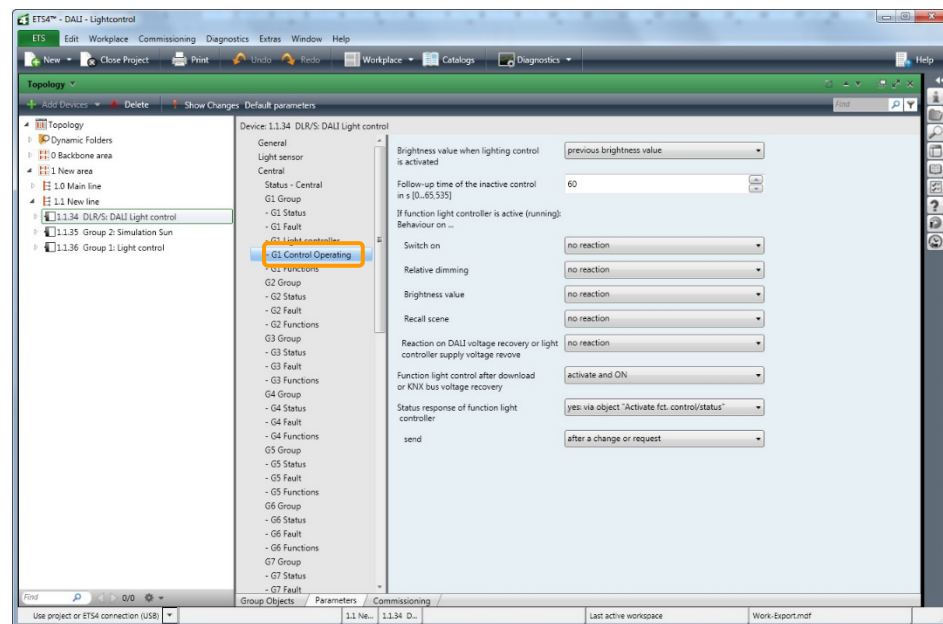 ETS4™ - DALI - Lightcontrol
ETS Edit Workplace Commissioning Diagnostics Extras Window Help
New Close Project Print Undo Redo Workplace Catalogs Diagnostics Help
Topology
Add Devices Delete Show Changes Default parameters Find
Topology
Dynamic Folders
0 Backbone area
1 New area
1.0 Main line
1.1 New line
1.1.34 DLR/S: DALI Light control
1.1.35 Group 2: Simulation Sun
1.1.36 Group 1: Light control
Find 0/0
Device: 1.1.34 DLR/S: DALI Light control
General
Light sensor
Central
Status - Central
G1 Group
- G1 Status
- G1 Fault
- G1 Light controller
- G1 Control Operating
- G1 Functions
G2 Group
- G2 Status
- G2 Fault
- G2 Functions
G3 Group
- G3 Status
- G3 Fault
- G3 Functions
G4 Group
- G4 Status
- G4 Fault
- G4 Functions
G5 Group
- G5 Status
- G5 Fault
- G5 Functions
G6 Group
- G6 Status
- G6 Fault
- G6 Functions
G7 Group
- G7 Status
- G7 Fault
Brightness value when lighting control
is activated
previous brightness value
Follow-up time of the inactive control
in s [0...65,535]
60
If function light controller is active (running):
Behaviour on ...
Switch on no reaction
Relative dimming no reaction
Brightness value no reaction
Recall scene no reaction
Reaction on DALI voltage recovery or light
controller supply voltage revove
no reaction
Function light control after download
or KNX bus voltage recovery
activate and ON
Status response of function light
controller
yes: via object "Activate fct. control/status"
send after a change or request
Group Objects Parameters Commissioning
Use project or ETS4 connection (USB) 1.1 Ne... 1.1.34 D... Last active workspace Work-Export.mdf